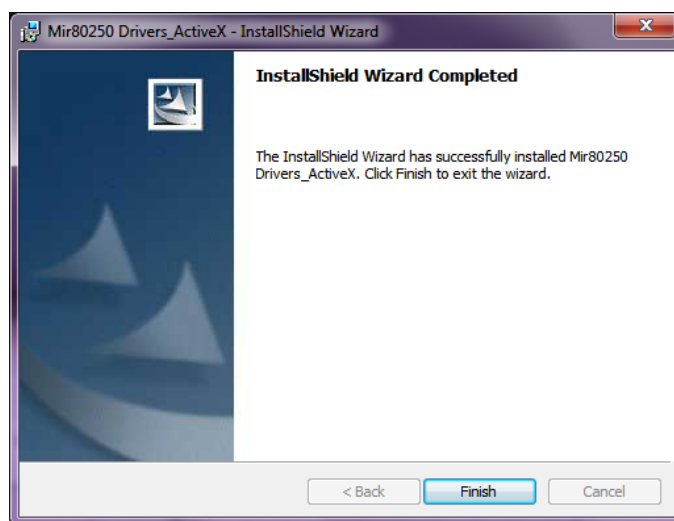 Mir80250 Drivers_ActiveX - InstallShield Wizard
InstallShield Wizard Completed
The InstallShield Wizard has successfully installed Mir80250
Drivers_ActiveX. Click Finish to exit the wizard.
< Back
Finish
Cancel